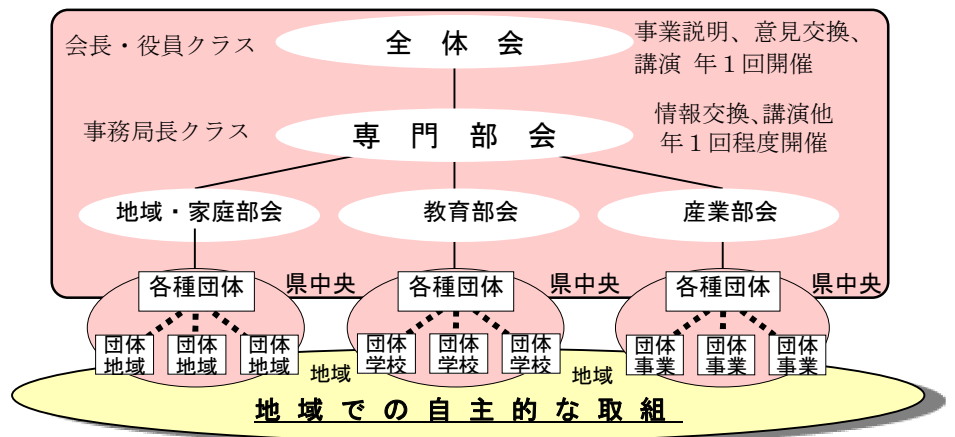 会長・役員クラス
全 体 会
事業説明、意見交換、
講演 年1回開催
事務局長クラス
専 門 部 会
情報交換、講演他
年1回程度開催
地域・家庭部会
教育部会
産業部会
各種団体
県中央
各種団体
県中央
各種団体
県中央
団体
地域
団体
地域
団体
地域
団体
学校
団体
学校
団体
学校
団体
事業
団体
事業
団体
事業
地域
地域
地 域 で の 自 主 的 な 取 組